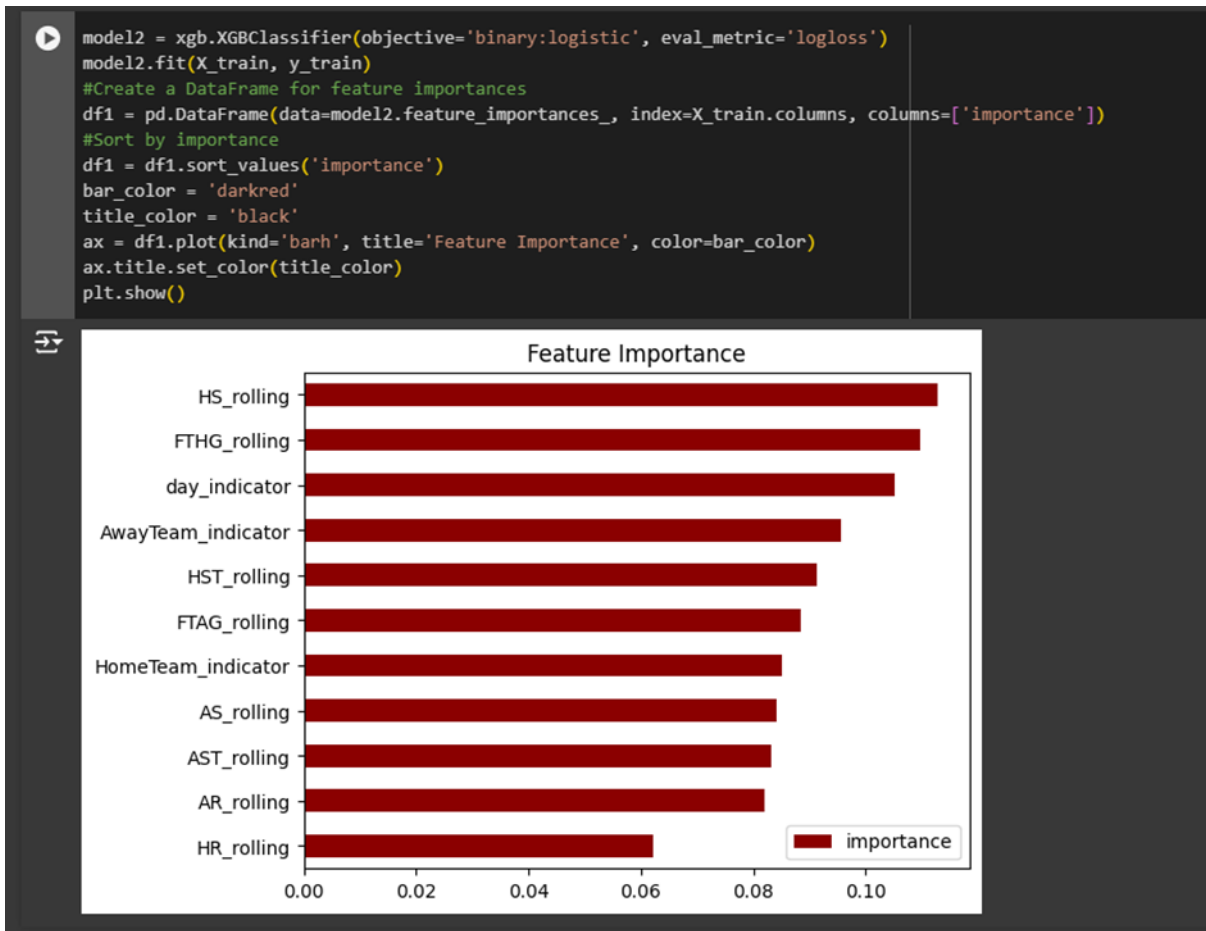 model2 = xgb.XGBClassifier(objective='binary:logistic', eval_metric='logloss')
model2.fit(X_train, y_train)
#Create a DataFrame for feature importances
df1 = pd.DataFrame(data=model2.feature_importances_, index=X_train.columns, columns=['importance'])
#Sort by importance
df1 = df1.sort_values('importance')
bar_color = 'darkred'
title_color = 'black'
ax = df1.plot(kind='barh', title='Feature Importance', color=bar_color)
ax.title.set_color(title_color)
plt.show()
Feature Importance
HS_rolling
FTHG_rolling
day_indicator
AwayTeam_indicator
HST_rolling
FTAG_rolling
HomeTeam_indicator
AS_rolling
AST_rolling
AR_rolling
HR_rolling
importance
0.00 0.02 0.04 0.06 0.08 0.10